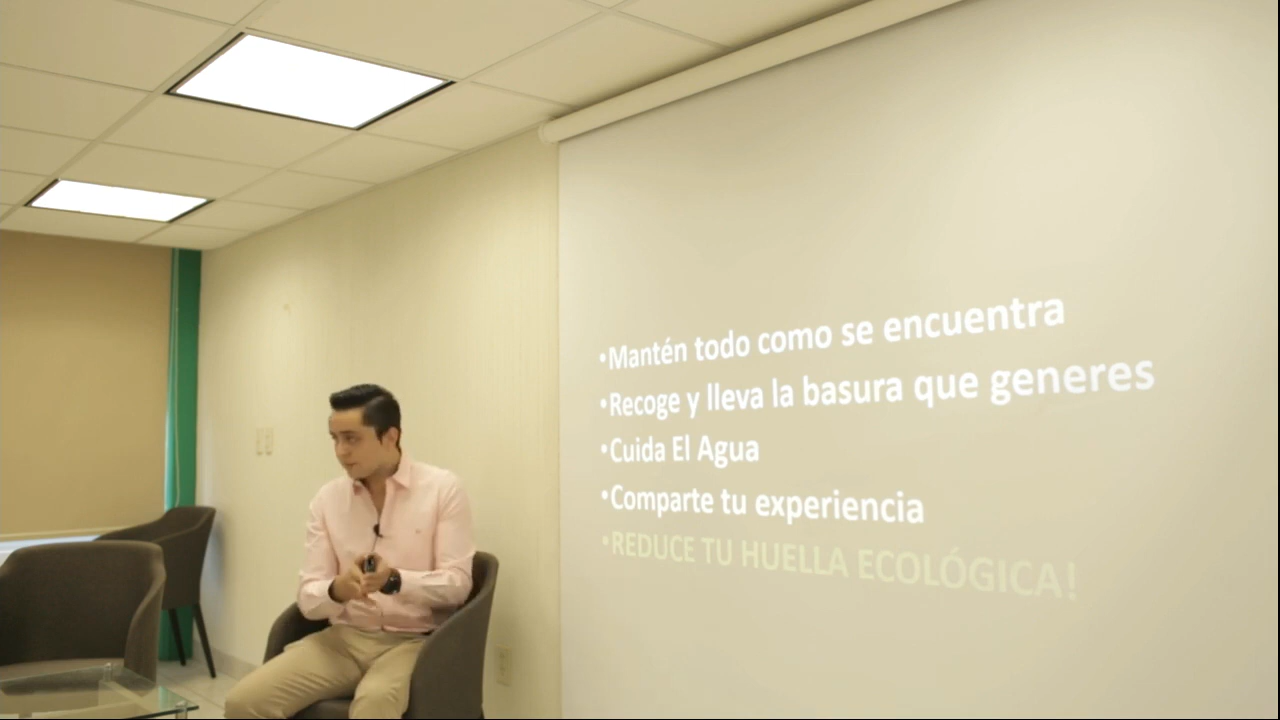 •Mantén todo como se encuentra
•Recoge y lleva la basura que generes
•Cuida El Agua
•Comparte tu experiencia
•REDUCE TU HUELLA ECOLÓGICA!